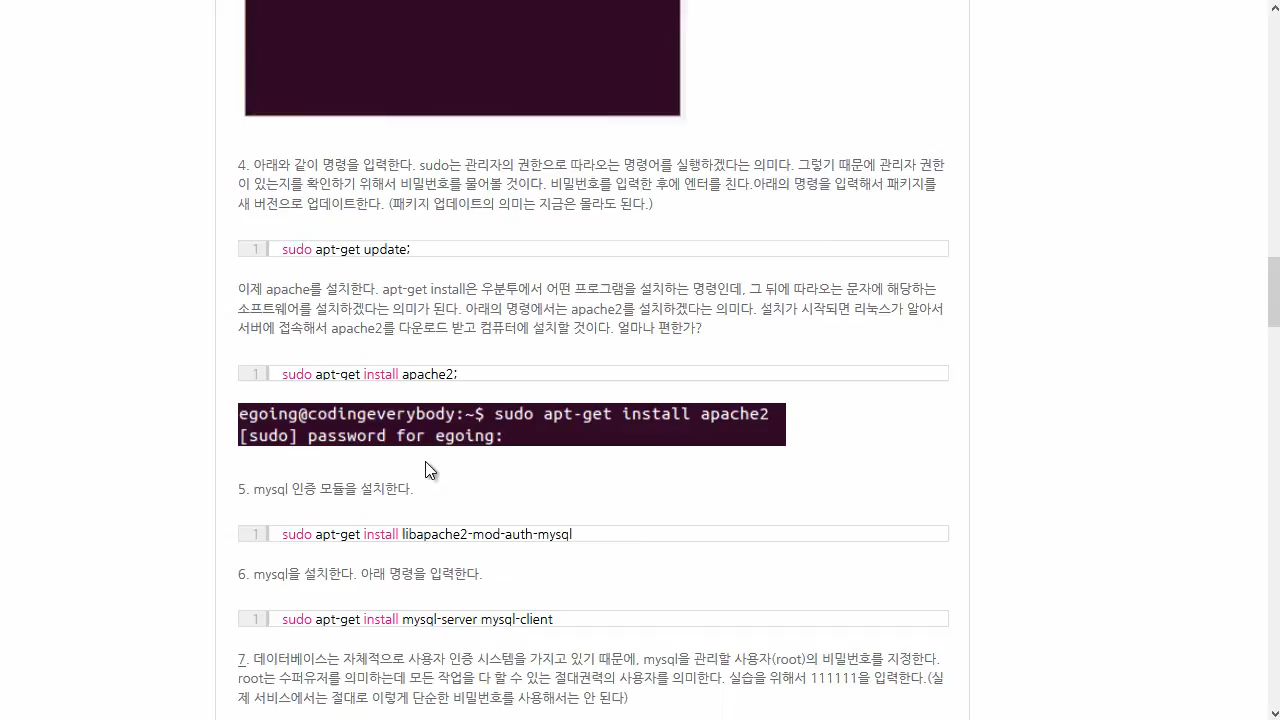 4. 아래와 같이 명령을 입력한다. sudo는 관리자의 권한으로 따라오는 명령어를 실행하겠다는 의미다. 그렇기 때문에 관리자 권한
이 있는지를 확인하기 위해서 비밀번호를 물어볼 것이다. 비밀번호를 입력한 후에 엔터를 친다.아래의 명령을 입력해서 패키지를
새 버전으로 업데이트한다. (패키지 업데이트의 의미는 지금은 몰라도 된다.)
1 sudo apt-get update;
이제 apache를 설치한다. apt-get install은 우분투에서 어떤 프로그램을 설치하는 명령인데, 그 뒤에 따라오는 문자에 해당하는
소프트웨어를 설치하겠다는 의미가 된다. 아래의 명령에서는 apache2를 설치하겠다는 의미다. 설치가 시작되면 리눅스가 알아서
서버에 접속해서 apache2를 다운로드 받고 컴퓨터에 설치할 것이다. 얼마나 편한가?
1 sudo apt-get install apache2;
egoing@codingeverybody:~$ sudo apt-get install apache2
[sudo] password for egoing:
5. mysql 인증 모듈을 설치한다.
1 sudo apt-get install libapache2-mod-auth-mysql
6. mysql을 설치한다. 아래 명령을 입력한다.
1 sudo apt-get install mysql-server mysql-client
7. 데이터베이스는 자체적으로 사용자 인증 시스템을 가지고 있기 때문에, mysql을 관리할 사용자(root)의 비밀번호를 지정한다.
root는 수퍼유저를 의미하는데 모든 작업을 다 할 수 있는 절대권력의 사용자를 의미한다. 실습을 위해서 111111을 입력한다.(실
제 서비스에서는 절대로 이렇게 단순한 비밀번호를 사용해서는 안 된다)